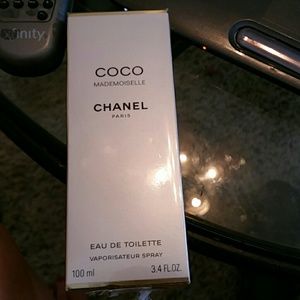 xfinity
COCO
MADEMOISELLE
CHANEL
PARIS
EAU DE TOILETTE
VAPORISATEUR SPRAY
100 ml 3.4 FL.OZ.